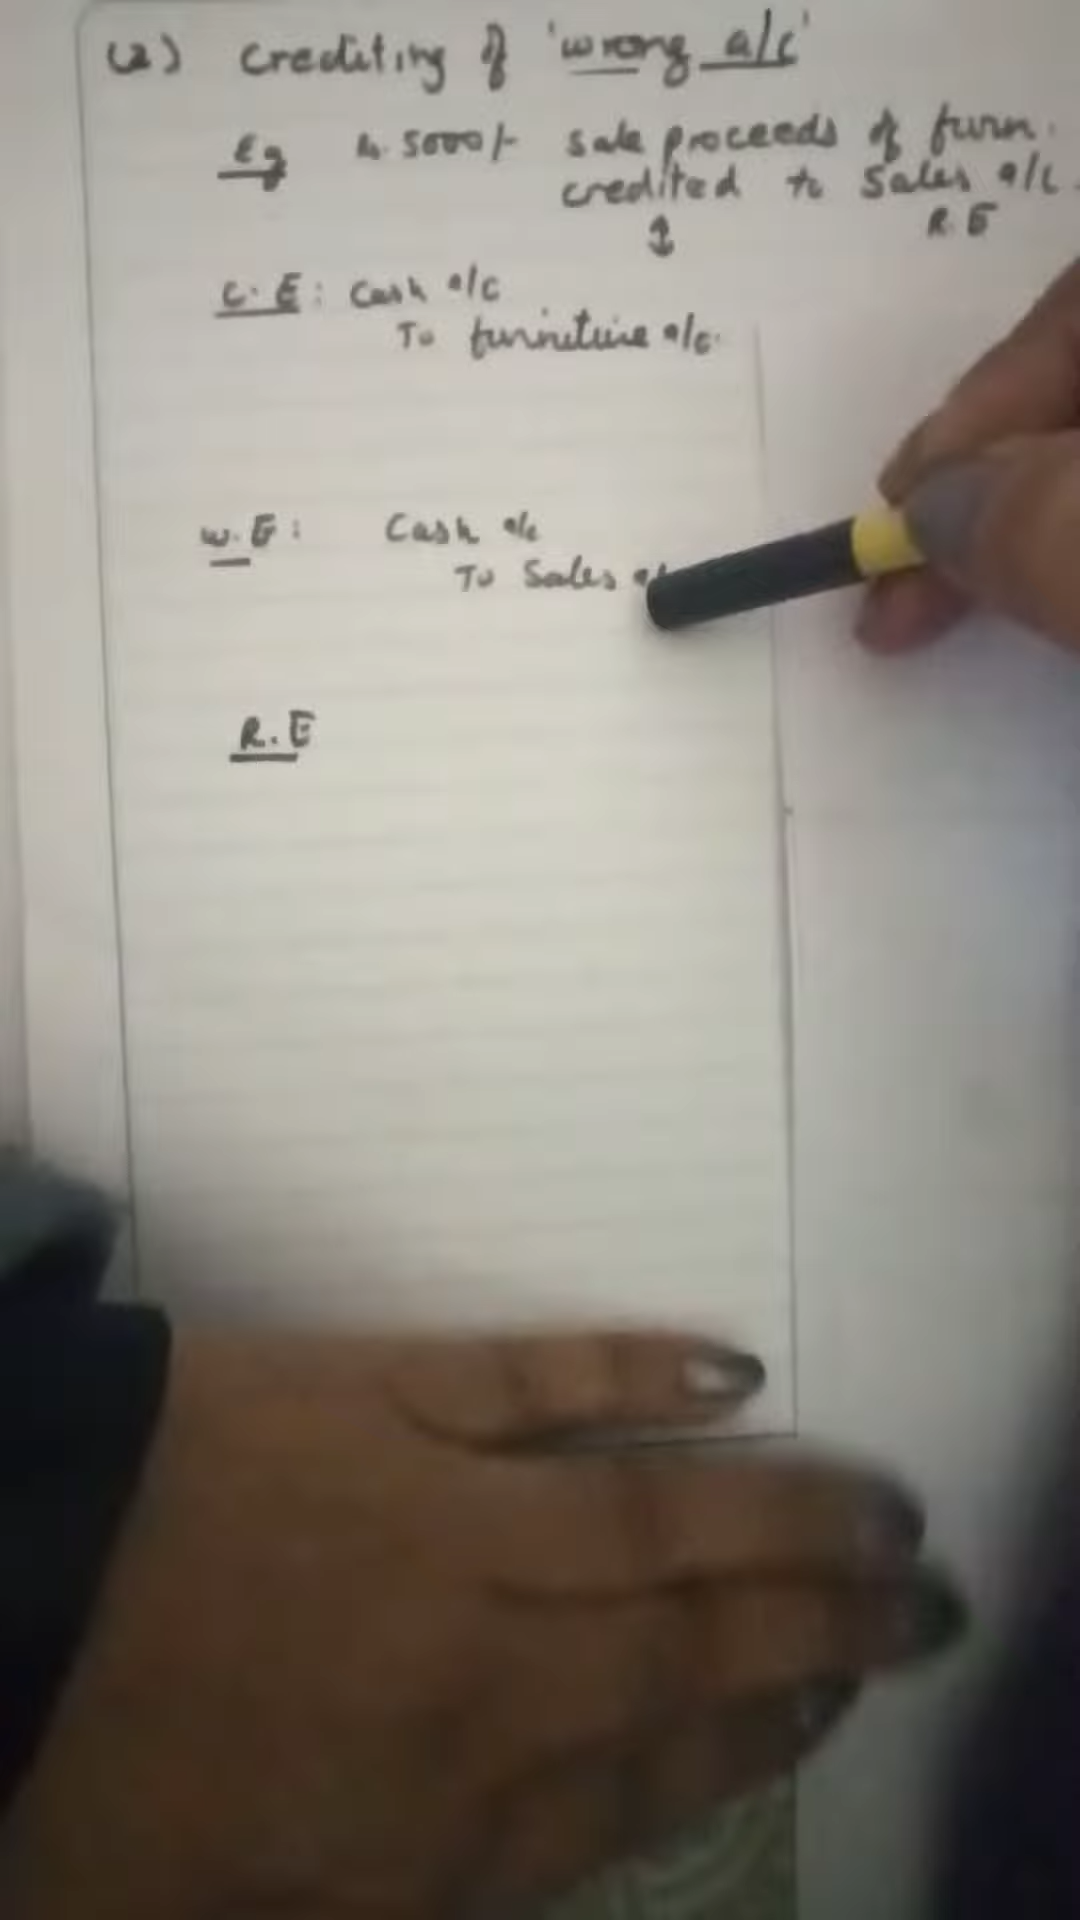 (2) Crediting of 'wrong a/c'
Eg Rs. 5000/- sale proceeds of furn.
credited to Sales a/c.
R.E
C.E: Cash a/c
To furniture a/c.
W.E: Cash a/c
To Sales
R.E